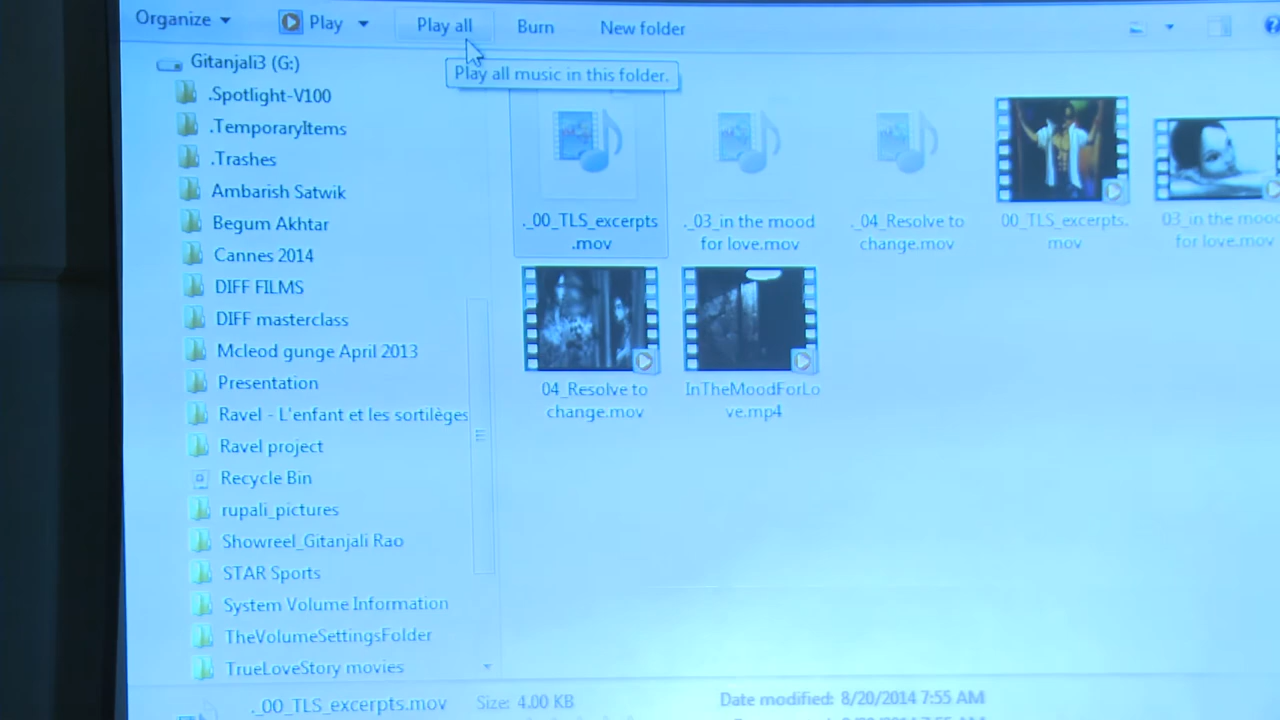 Organize
Play
Play all
Burn
New folder
Play all music in this folder.
Gitanjali3 (G:)
.Spotlight-V100
.TemporaryItems
.Trashes
Ambarish Satwik
Begum Akhtar
Cannes 2014
DIFF FILMS
DIFF masterclass
Mcleod gunge April 2013
Presentation
Ravel - L'enfant et les sortilèges
Ravel project
Recycle Bin
rupali_pictures
Showreel_Gitanjali Rao
STAR Sports
System Volume Information
TheVolumeSettingsFolder
TrueLoveStory movies
._00_TLS_excerpts
.mov
._03_in the mood
for love.mov
._04_Resolve to
change.mov
00_TLS_excerpts.
mov
03_in the mood
for love.mov
04_Resolve to
change.mov
InTheMoodForLo
ve.mp4
._00_TLS_excerpts.mov
Size: 4.00 KB
Date modified: 8/20/2014 7:55 AM